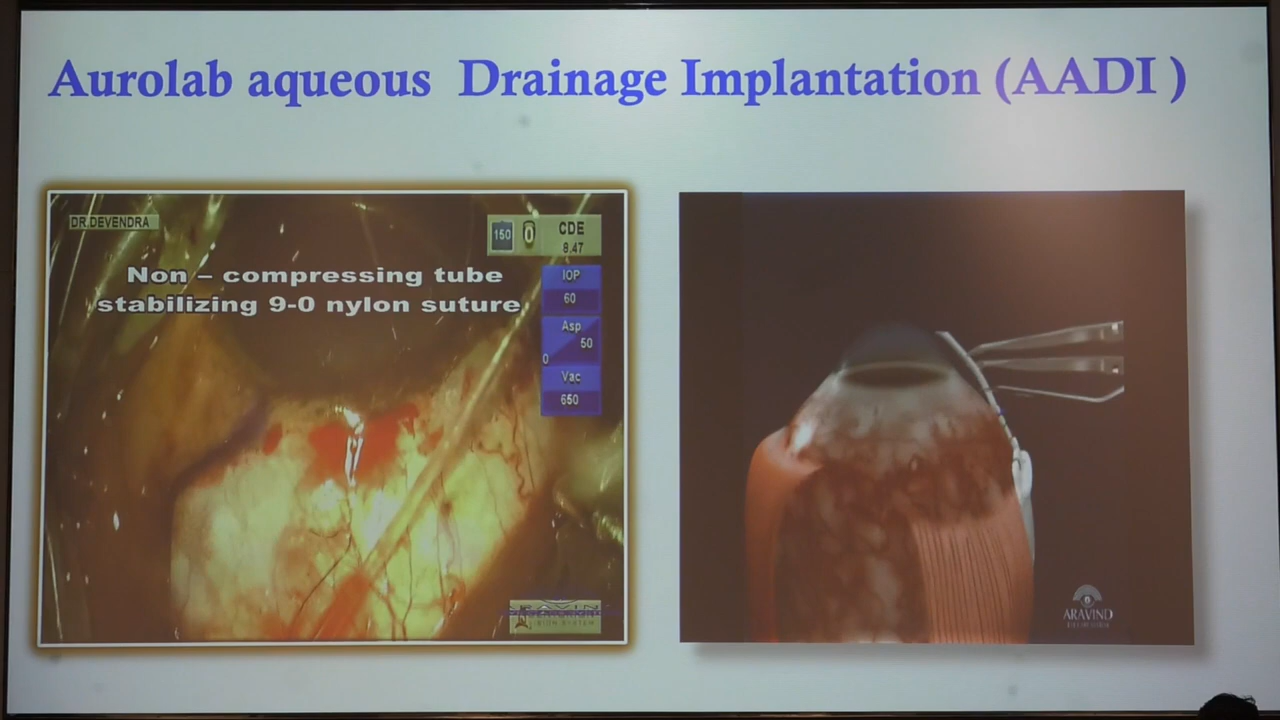 Aurolab aqueous Drainage Implantation (AADI )
DR.DEVENDRA
150
0
CDE
8.47
Non – compressing tube
stabilizing 9-0 nylon suture
IOP
60
Asp
50
0
Vac
650
ARAVIND